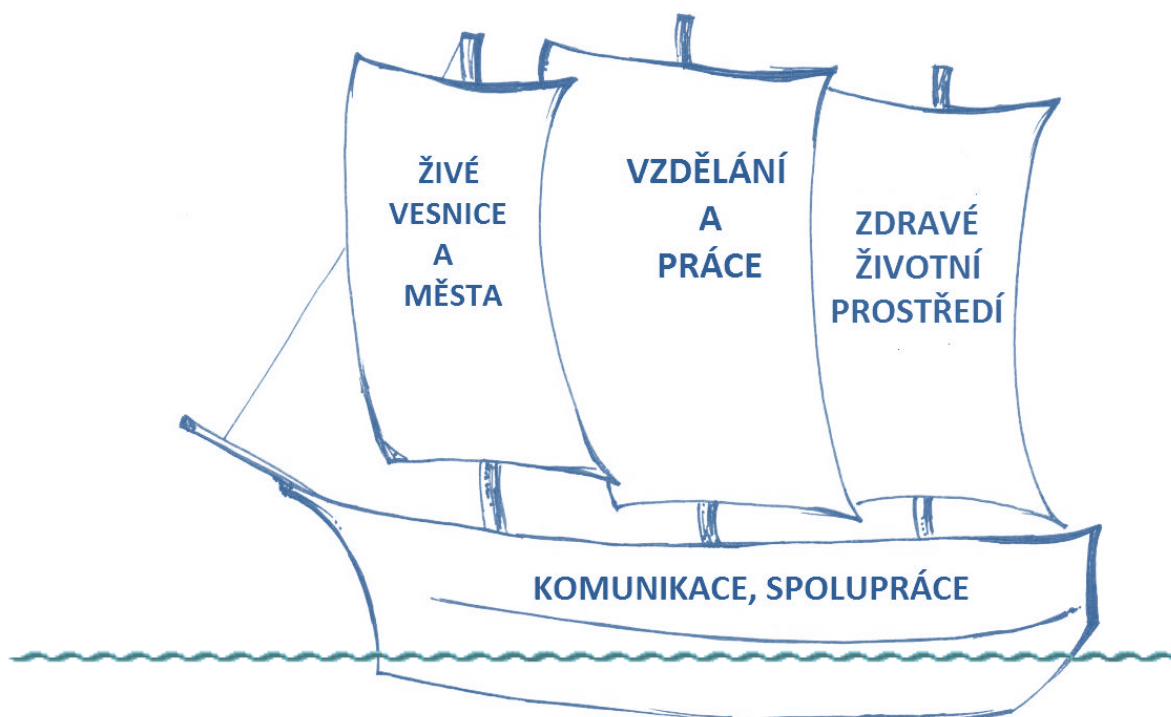 ŽIVÉ
VESNICE
A
MĚSTA
VZDĚLÁNÍ
A
PRÁCE
ZDRAVÉ
ŽIVOTNÍ
PROSTŘEDÍ
KOMUNIKACE, SPOLUPRÁCE